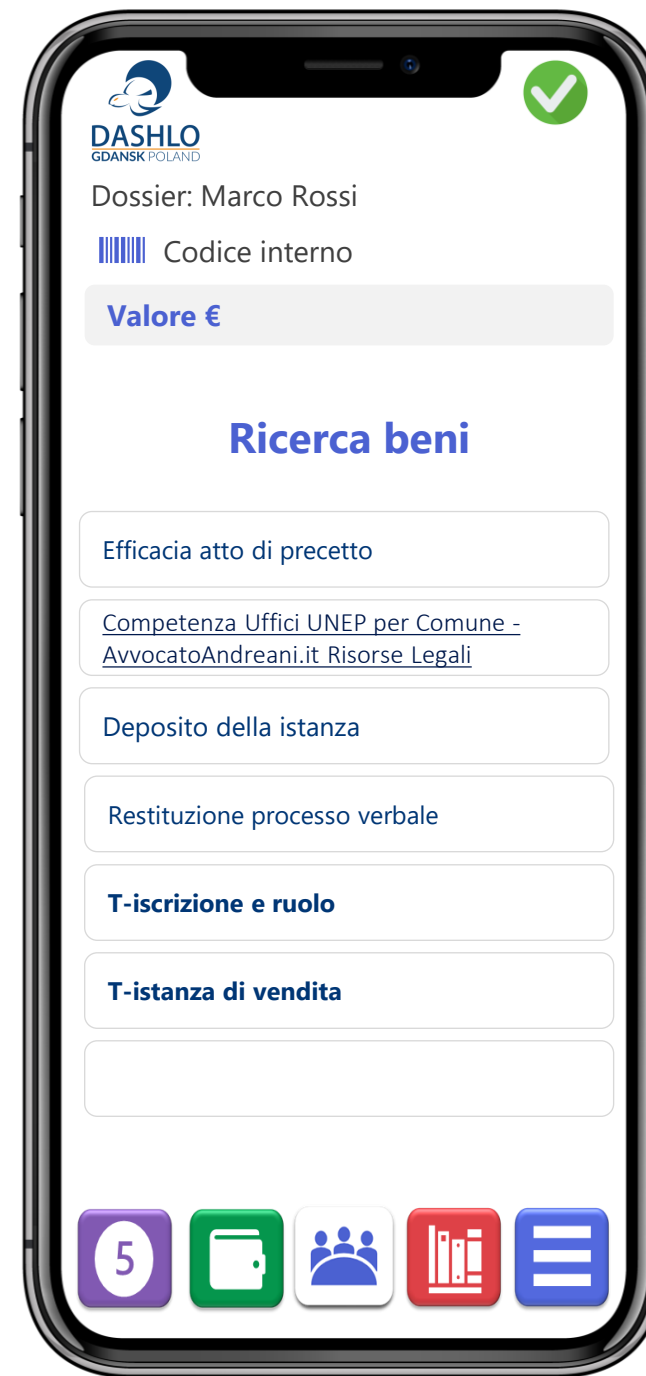 DASHLO
GDANSK POLAND
Dossier: Marco Rossi
Codice interno
Valore €
Ricerca beni
Efficacia atto di precetto
Competenza Uffici UNEP per Comune -
AvvocatoAndreani.it Risorse Legali
Deposito della istanza
Restituzione processo verbale
T-iscrizione e ruolo
T-istanza di vendita
5